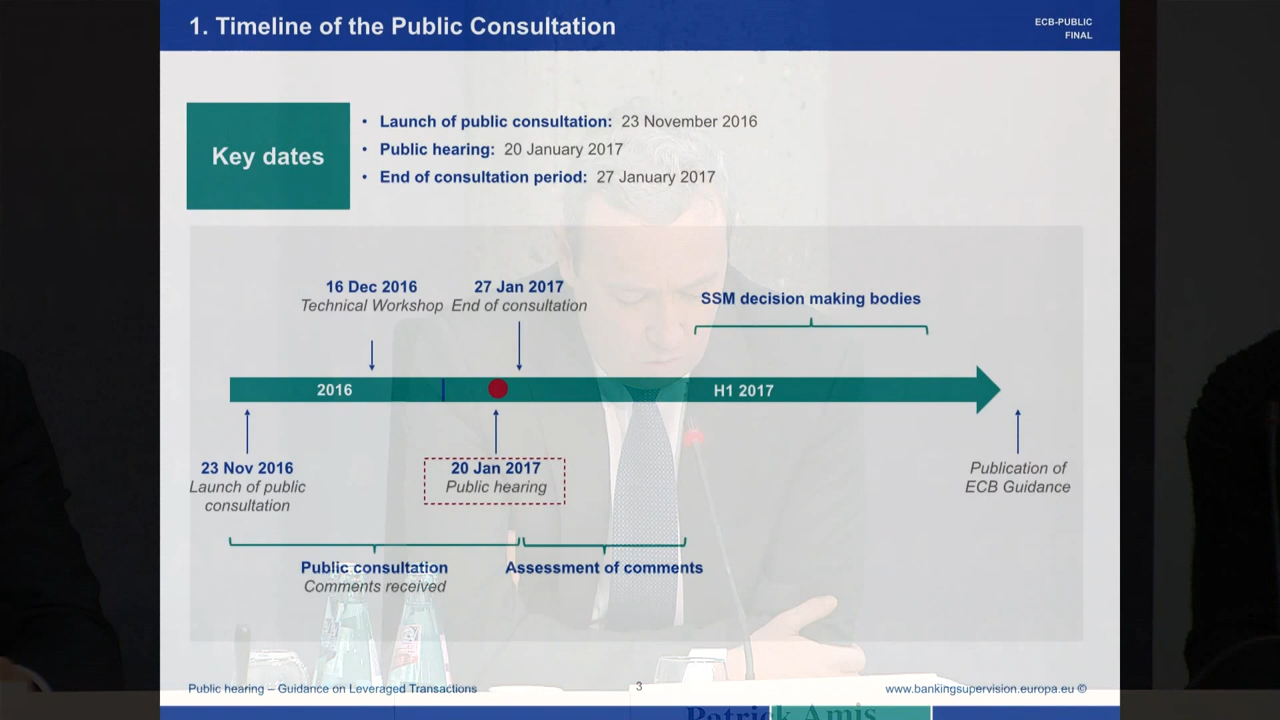 1. Timeline of the Public Consultation
ECB-PUBLIC
FINAL
Key dates
• Launch of public consultation: 23 November 2016
• Public hearing: 20 January 2017
• End of consultation period: 27 January 2017
16 Dec 2016
Technical Workshop
27 Jan 2017
End of consultation
SSM decision making bodies
2016
H1 2017
23 Nov 2016
Launch of public
consultation
20 Jan 2017
Public hearing
Publication of
ECB Guidance
Public consultation
Comments received
Assessment of comments
Public hearing – Guidance on Leveraged Transactions
3
www.bankingsupervision.europa.eu ©
Patrick Amis